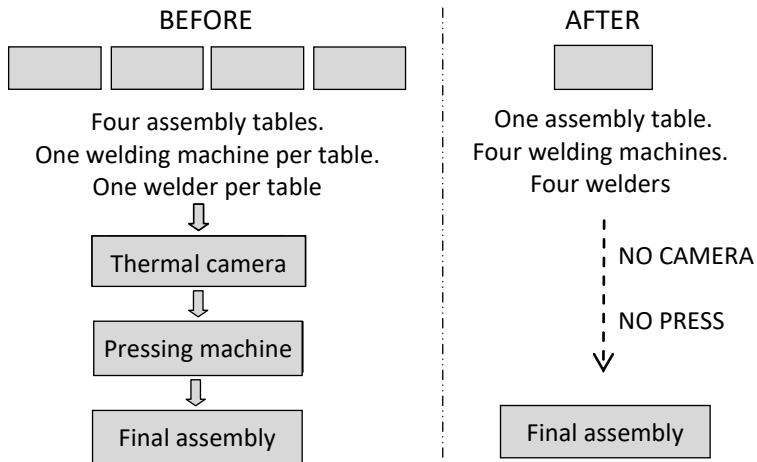 BEFORE
Four assembly tables.
One welding machine per table.
One welder per table
Thermal camera
Pressing machine
Final assembly
AFTER
One assembly table.
Four welding machines.
Four welders
NO CAMERA
NO PRESS
Final assembly